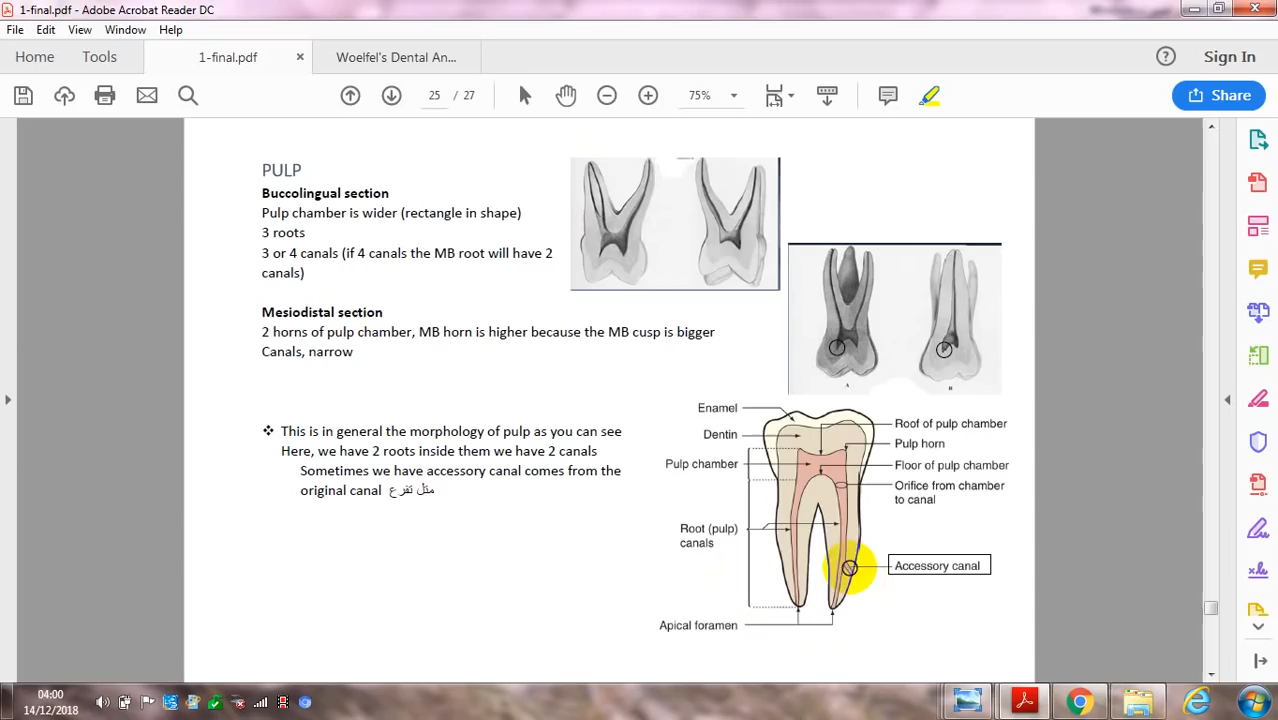 1-final.pdf - Adobe Acrobat Reader DC
File Edit View Window Help
Home Tools 1-final.pdf × Woelfel's Dental An... Sign In
25 / 27 75% Share
PULP
Buccolingual section
Pulp chamber is wider (rectangle in shape)
3 roots
3 or 4 canals (if 4 canals the MB root will have 2
canals)
Mesiodistal section
2 horns of pulp chamber, MB horn is higher because the MB cusp is bigger
Canals, narrow
A B
❖ This is in general the morphology of pulp as you can see
Here, we have 2 roots inside them we have 2 canals
Sometimes we have accessory canal comes from the
original canal مثل تفرع
Enamel
Dentin
Pulp chamber
Root (pulp)
canals
Apical foramen
Roof of pulp chamber
Pulp horn
Floor of pulp chamber
Orifice from chamber
to canal
Accessory canal
04:00
14/12/2018